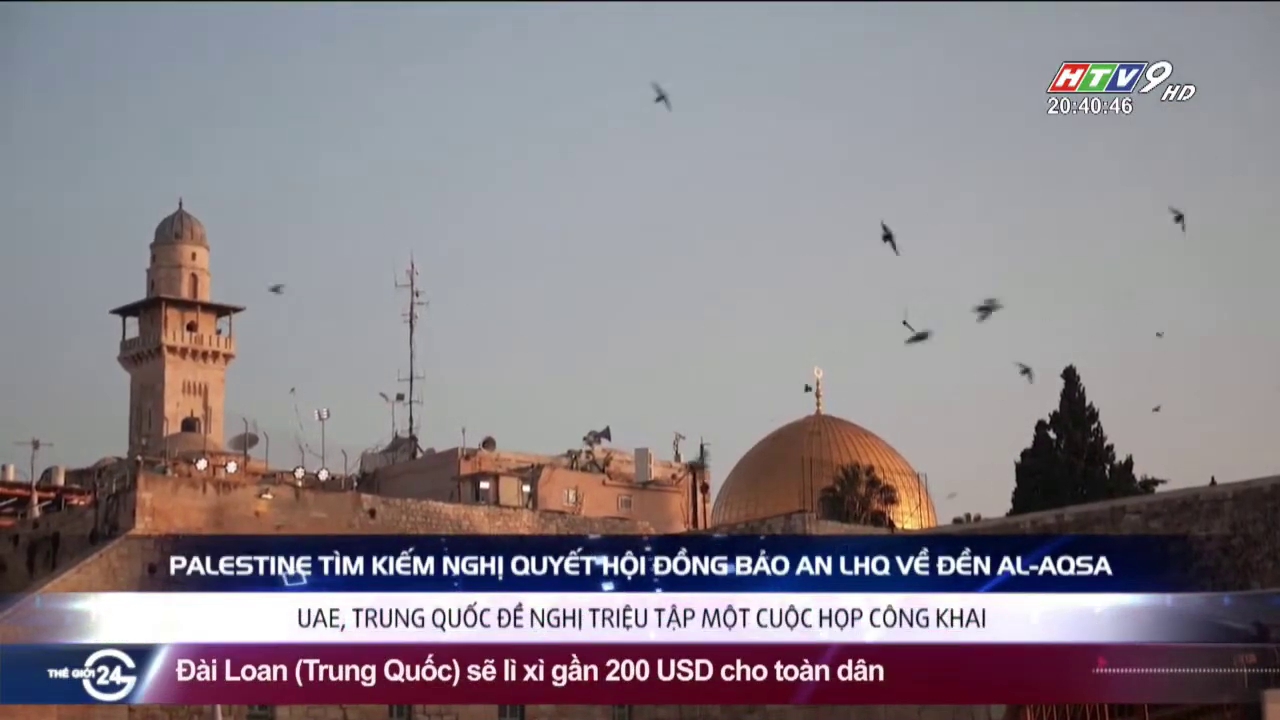 HTV9 HD
20:40:46
PALESTINE TÌM KIẾM NGHỊ QUYẾT HỘI ĐỒNG BẢO AN LHQ VỀ ĐỀN AL-AQSA
UAE, TRUNG QUỐC ĐỀ NGHỊ TRIỆU TẬP MỘT CUỘC HỌP CÔNG KHAI
THẾ GIỚI 24G
Đài Loan (Trung Quốc) sẽ lì xì gần 200 USD cho toàn dân